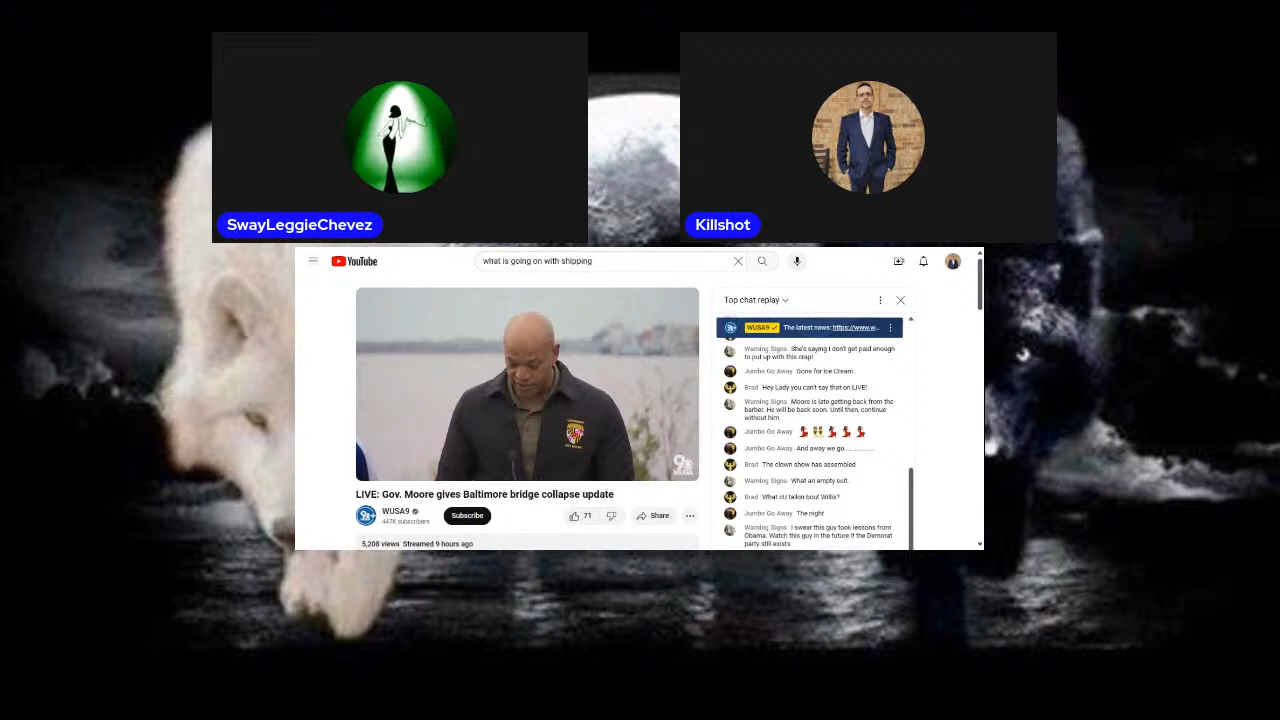 SwayLeggieChevez
Killshot
YouTube
what is going on with shipping
Top chat replay
WUSA9 ✓ The latest news: https://www.w...
Warning Signs She's saying I don't get paid enough
to put up with this crap!
Jumbo Go Away Gone for Ice Cream
Brad Hey Lady you can't say that on LIVE!
Warning Signs Moore is late getting back from the
barber. He will be back soon. Until then, continue
without him.
Jumbo Go Away
Jumbo Go Away And away we go...............
Brad The clown show has assembled
Warning Signs What an empty suit.
Brad What cU talkin bout Willis?
Jumbo Go Away The night
Warning Signs I swear this guy took lessons from
Obama. Watch this guy in the future if the Demorat
party still exists
9
WUSA
LIVE: Gov. Moore gives Baltimore bridge collapse update
WUSA9
447K subscribers
Subscribe
71
Share
5,208 views Streamed 9 hours ago